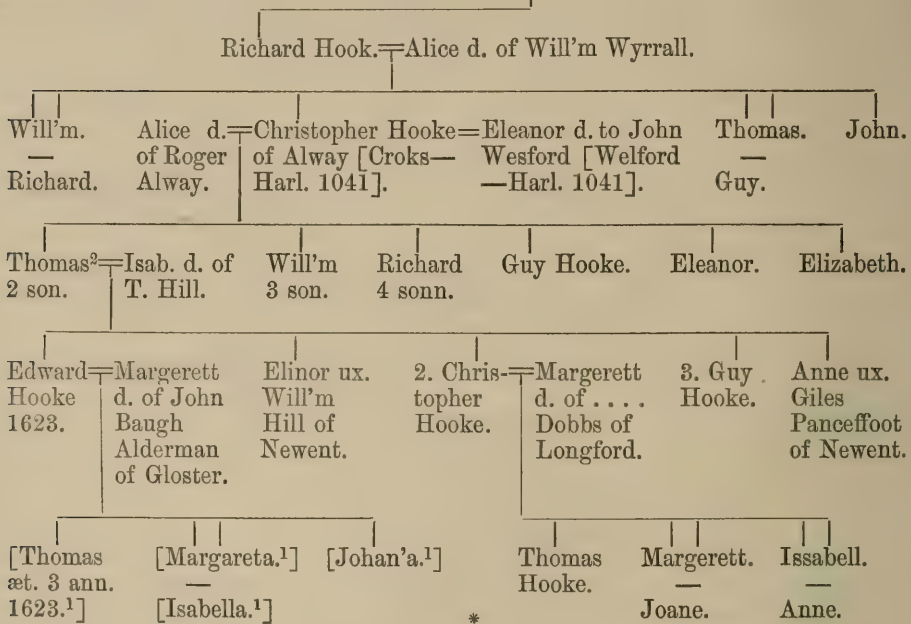 Richard Hook.=Alice d. of Will'm Wyrrall.
Will'm.
—
Richard.
Alice d.=Christopher Hooke=Eleanor d. to John
of Roger of Alway [Croks— Wesford [Welford
Alway. Harl. 1041]. —Harl. 1041].
Thomas.
—
Guy.
John.
Thomas²=Isab. d. of
2 son. T. Hill.
Will'm
3 son.
Richard
4 sonn.
Guy Hooke.
Eleanor.
Elizabeth.
Edward=Margerett
Hooke d. of John
1623. Baugh
Alderman
of Gloster.
Elinor ux.
Will'm
Hill of
Newent.
2. Chris-=Margerett
topher d. of . . . .
Hooke. Dobbs of
Longford.
3. Guy
Hooke.
Anne ux.
Giles
Panceffoot
of Newent.
[Thomas
æt. 3 ann.
1623.¹]
[Margareta.¹]
—
[Isabella.¹]
[Johan'a.¹]
Thomas
Hooke.
Margerett.
—
Joane.
Issabell.
—
Anne.
*